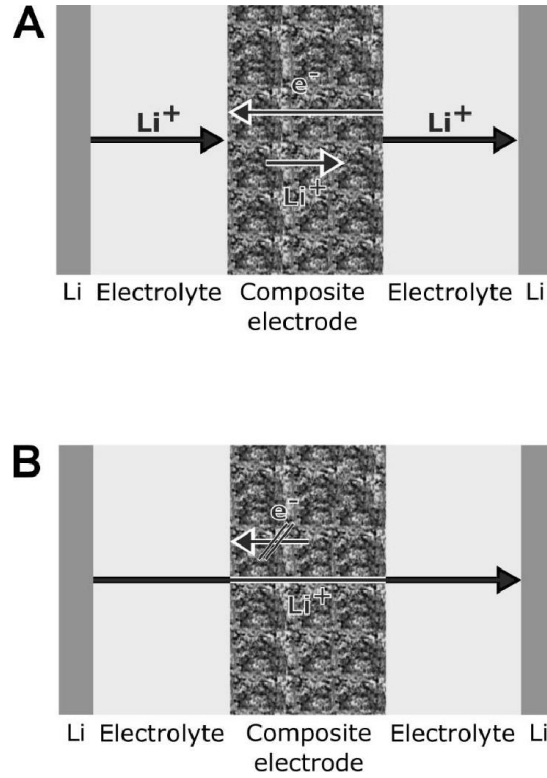 A
e⁻
Li⁺ Li⁺
Li⁺
Li Electrolyte Composite electrode Electrolyte Li
B
e⁻
Li⁺
Li Electrolyte Composite electrode Electrolyte Li